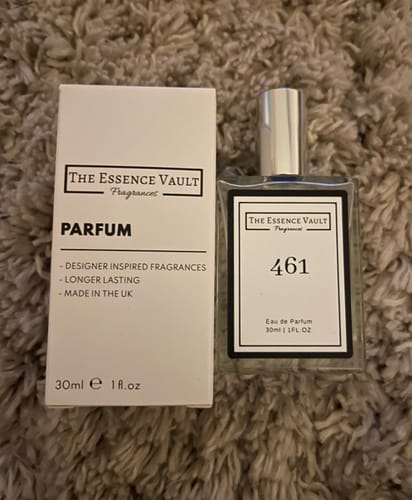 THE ESSENCE VAULT
Fragrances
PARFUM
- DESIGNER INSPIRED FRAGRANCES
- LONGER LASTING
- MADE IN THE UK
30ml ℮ 1 fl.oz
THE ESSENCE VAULT
Fragrances
461
Eau de Parfum
30ml | 1FL.OZ